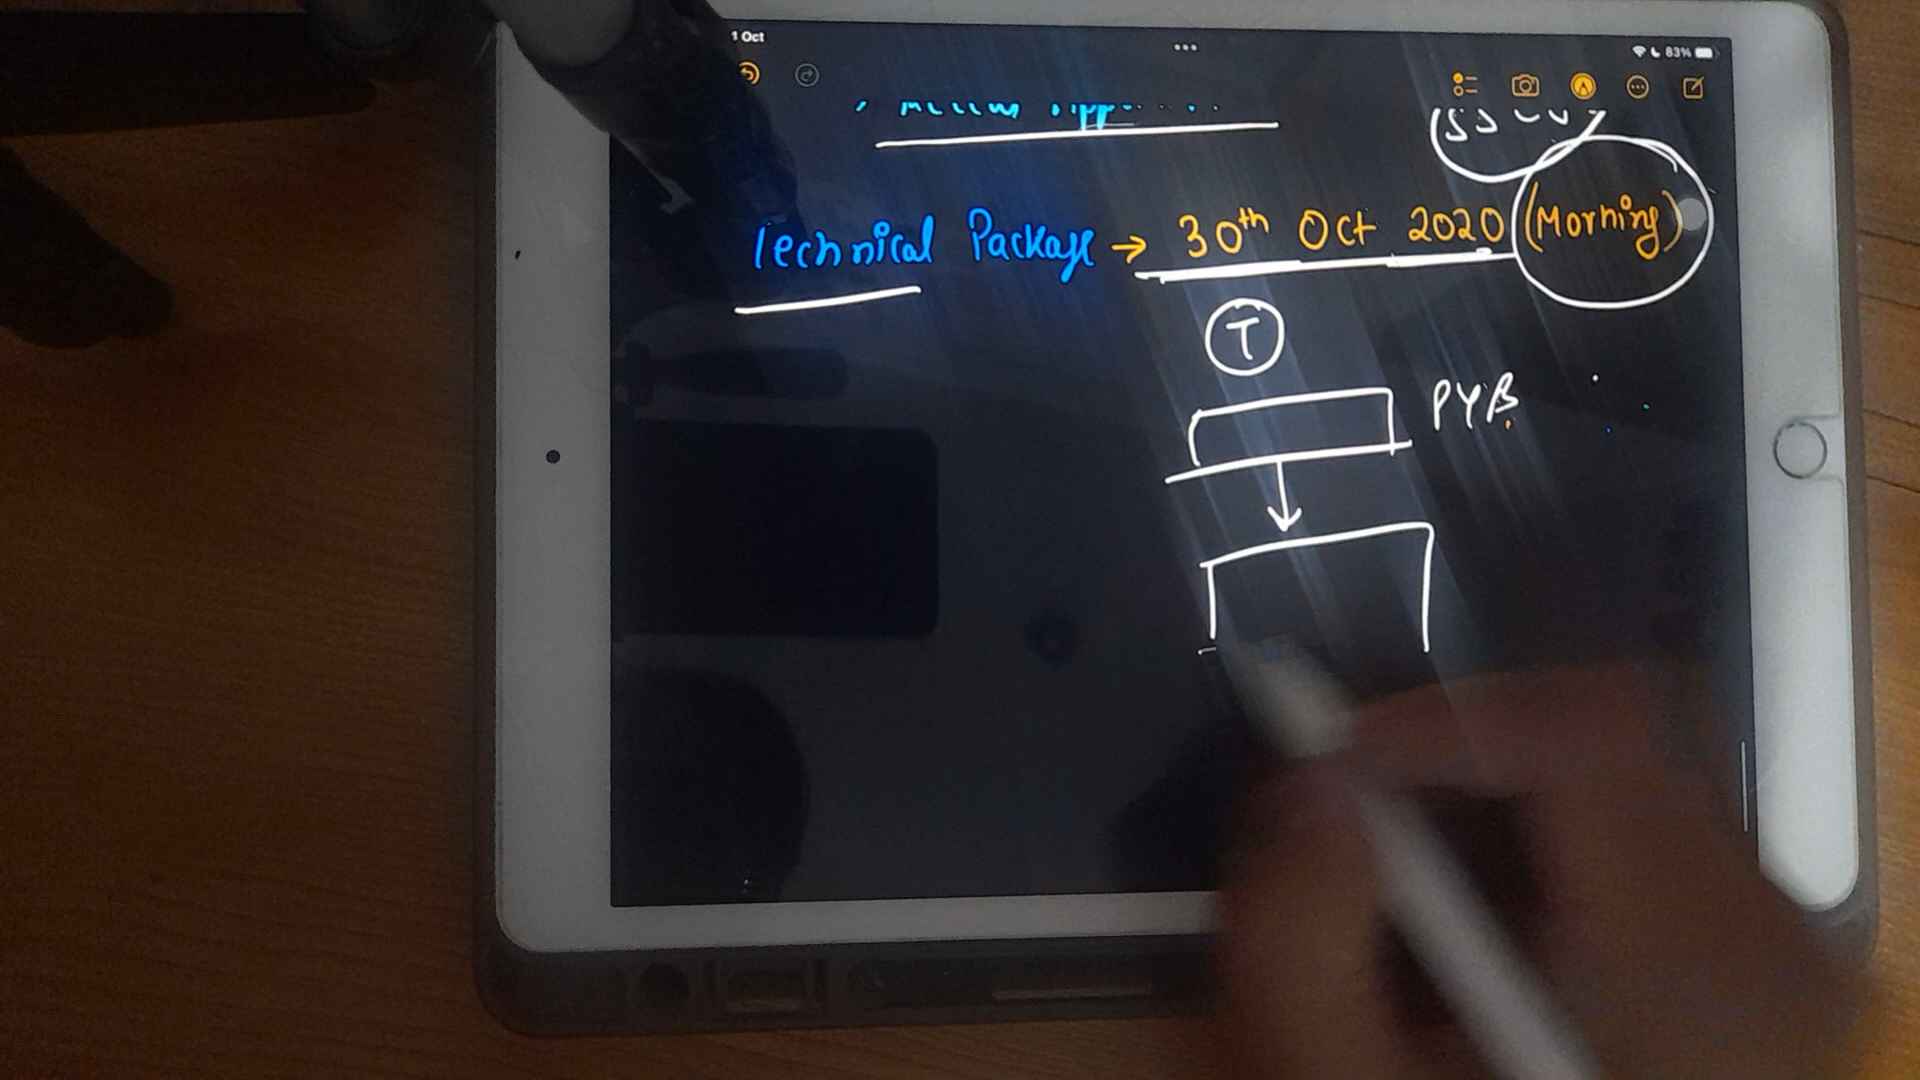 1 Oct
83%
Technical Package → 30th Oct 2020 (Morning)
T
PYB